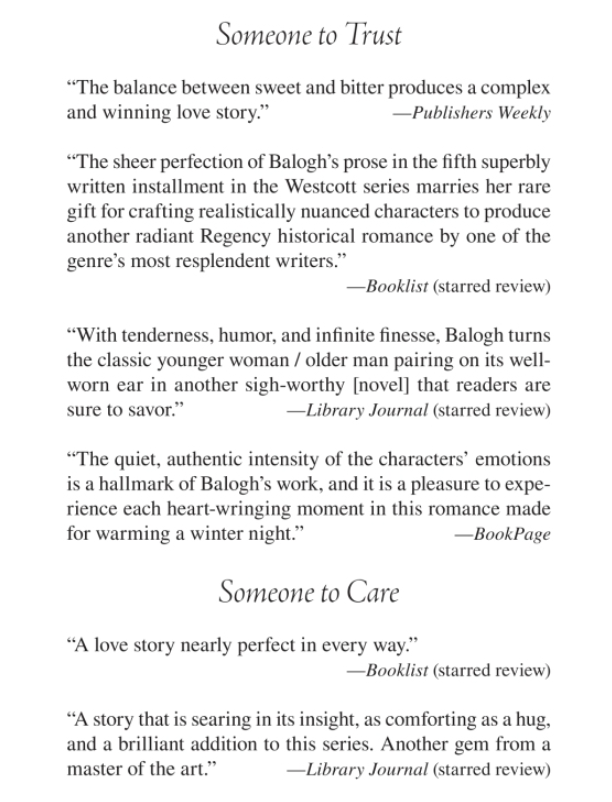 Someone to Trust
“The balance between sweet and bitter produces a complex
and winning love story.” —Publishers Weekly
“The sheer perfection of Balogh’s prose in the fifth superbly
written installment in the Westcott series marries her rare
gift for crafting realistically nuanced characters to produce
another radiant Regency historical romance by one of the
genre’s most resplendent writers.”
—Booklist (starred review)
“With tenderness, humor, and infinite finesse, Balogh turns
the classic younger woman / older man pairing on its well-
worn ear in another sigh-worthy [novel] that readers are
sure to savor.” —Library Journal (starred review)
“The quiet, authentic intensity of the characters’ emotions
is a hallmark of Balogh’s work, and it is a pleasure to expe-
rience each heart-wringing moment in this romance made
for warming a winter night.” —BookPage
Someone to Care
“A love story nearly perfect in every way.”
—Booklist (starred review)
“A story that is searing in its insight, as comforting as a hug,
and a brilliant addition to this series. Another gem from a
master of the art.” —Library Journal (starred review)